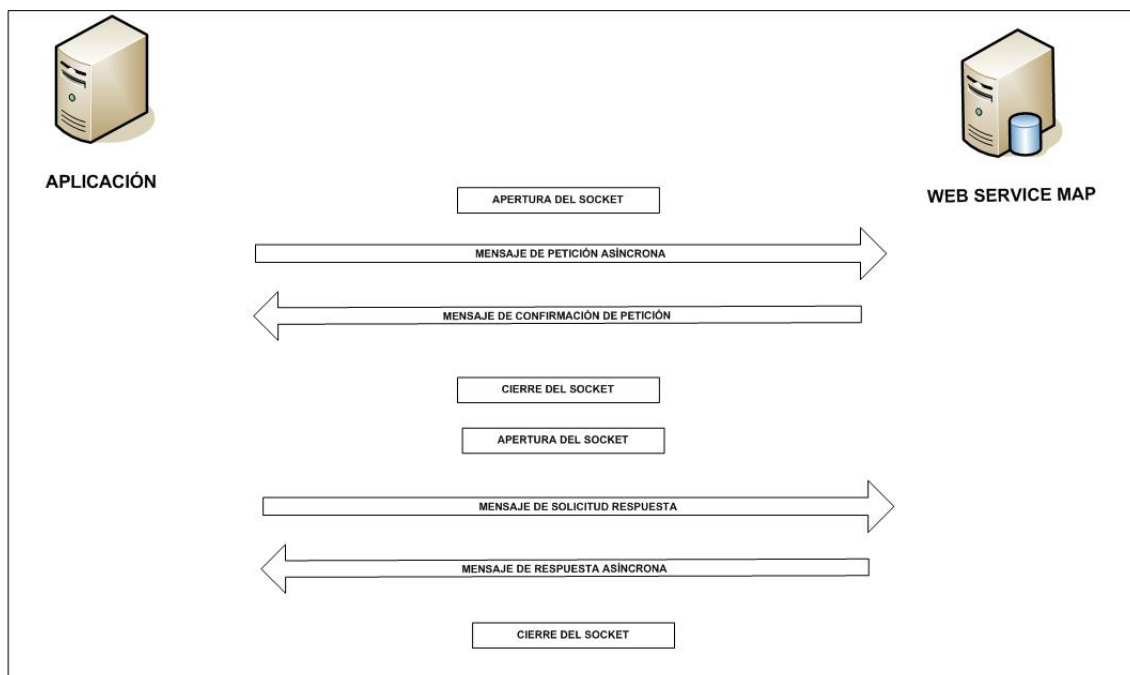 APLICACIÓN
WEB SERVICE MAP
APERTURA DEL SOCKET
MENSAJE DE PETICIÓN ASÍNCRONA
MENSAJE DE CONFIRMACIÓN DE PETICIÓN
CIERRE DEL SOCKET
APERTURA DEL SOCKET
MENSAJE DE SOLICITUD RESPUESTA
MENSAJE DE RESPUESTA ASÍNCRONA
CIERRE DEL SOCKET